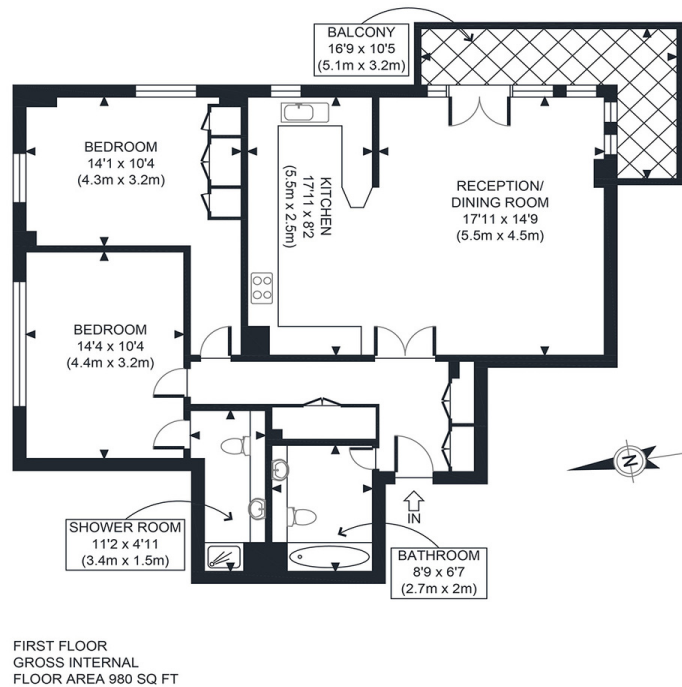 BALCONY
16'9 x 10'5
(5.1m x 3.2m)
BEDROOM
14'1 x 10'4
(4.3m x 3.2m)
KITCHEN
17'11 x 8'2
(5.5m x 2.5m)
RECEPTION/
DINING ROOM
17'11 x 14'9
(5.5m x 4.5m)
BEDROOM
14'4 x 10'4
(4.4m x 3.2m)
N
IN
SHOWER ROOM
11'2 x 4'11
(3.4m x 1.5m)
BATHROOM
8'9 x 6'7
(2.7m x 2m)
FIRST FLOOR
GROSS INTERNAL
FLOOR AREA 980 SQ FT